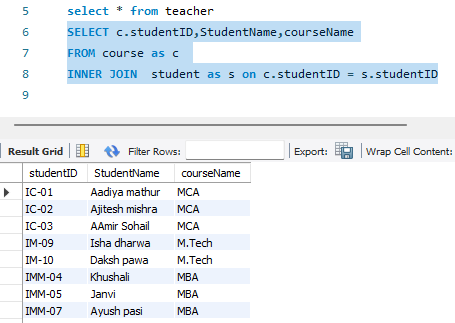 5 select * from teacher
6 SELECT c.studentID,StudentName,courseName
7 FROM course as c
8 INNER JOIN student as s on c.studentID = s.studentID
9
Result Grid Filter Rows: Export: Wrap Cell Content:
studentID StudentName courseName
IC-01 Aadiya mathur MCA
IC-02 Ajitesh mishra MCA
IC-03 AAmir Sohail MCA
IM-09 Isha dharwa M.Tech
IM-10 Daksh pawa M.Tech
IMM-04 Khushali MBA
IMM-05 Janvi MBA
IMM-07 Ayush pasi MBA